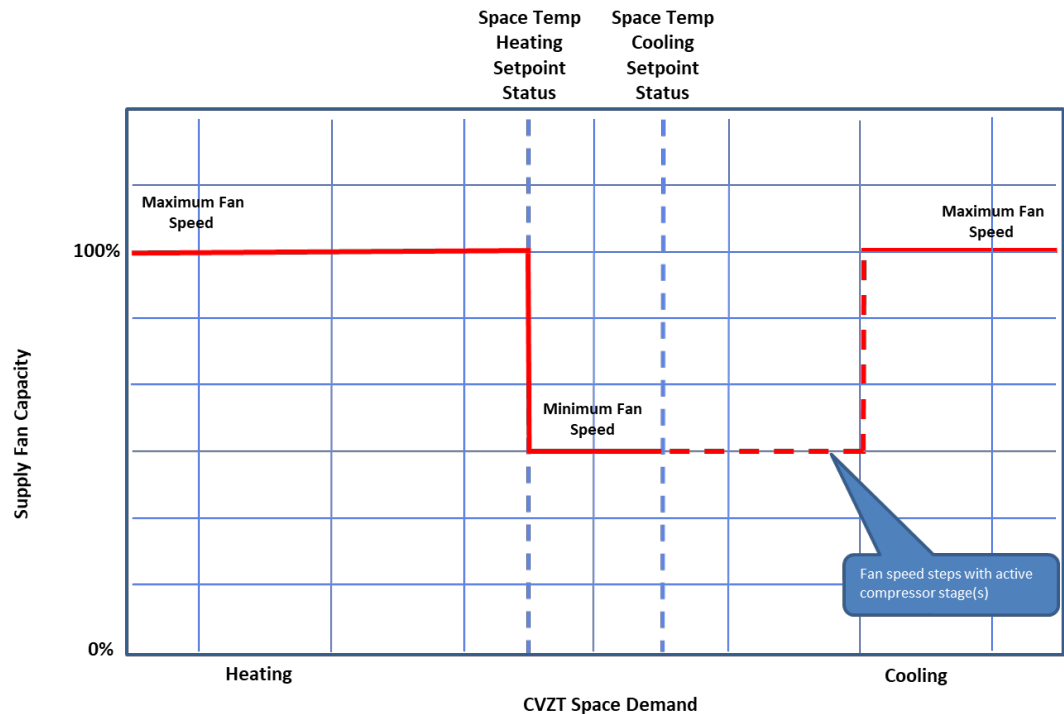 Space Temp
Heating
Setpoint
Status
Space Temp
Cooling
Setpoint
Status
Maximum Fan
Speed
Maximum Fan
Speed
100%
Minimum Fan
Speed
Supply Fan Capacity
Fan speed steps with active
compressor stage(s)
0%
Heating
Cooling
CVZT Space Demand